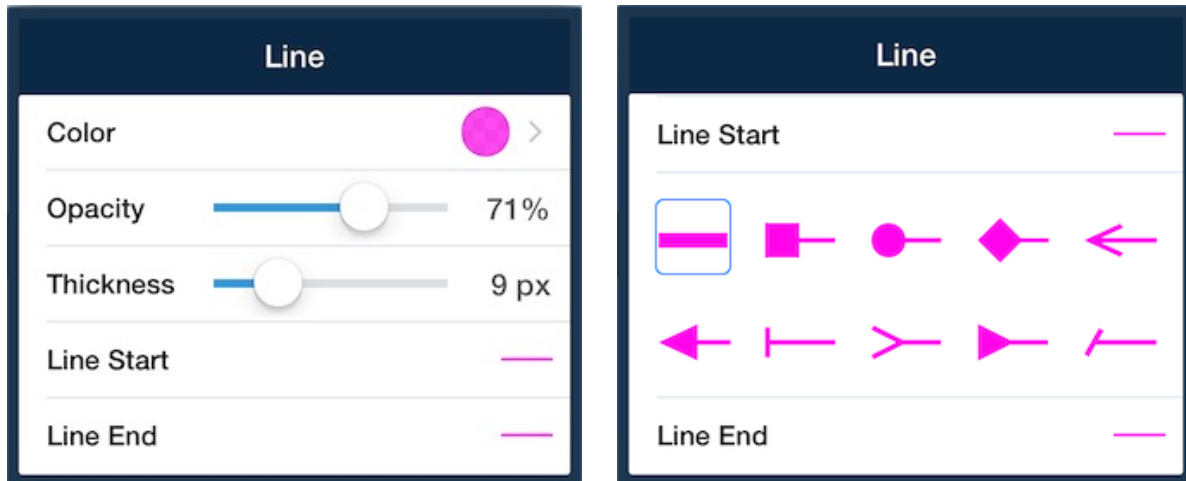 Line
Color
Opacity 71%
Thickness 9 px
Line Start
Line End
Line
Line Start
Line End